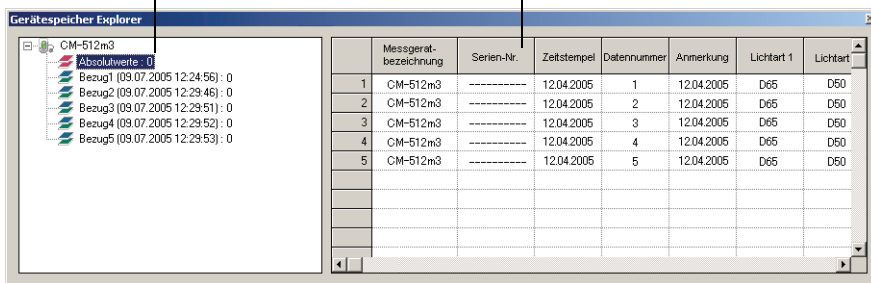 Gerätespeicher Explorer
CM-512m3
Absolutwerte : 0
Bezug1 (09.07.2005 12:24:56) : 0
Bezug2 (09.07.2005 12:29:46) : 0
Bezug3 (09.07.2005 12:29:51) : 0
Bezug4 (09.07.2005 12:29:52) : 0
Bezug5 (09.07.2005 12:29:53) : 0
Messgerat-bezeichnung Serien-Nr. Zeitstempel Datennummer Anmerkung Lichtart 1 Lichtart
1 CM-512m3 ---------- 12.04.2005 1 12.04.2005 D65 D50
2 CM-512m3 ---------- 12.04.2005 2 12.04.2005 D65 D50
3 CM-512m3 ---------- 12.04.2005 3 12.04.2005 D65 D50
4 CM-512m3 ---------- 12.04.2005 4 12.04.2005 D65 D50
5 CM-512m3 ---------- 12.04.2005 5 12.04.2005 D65 D50